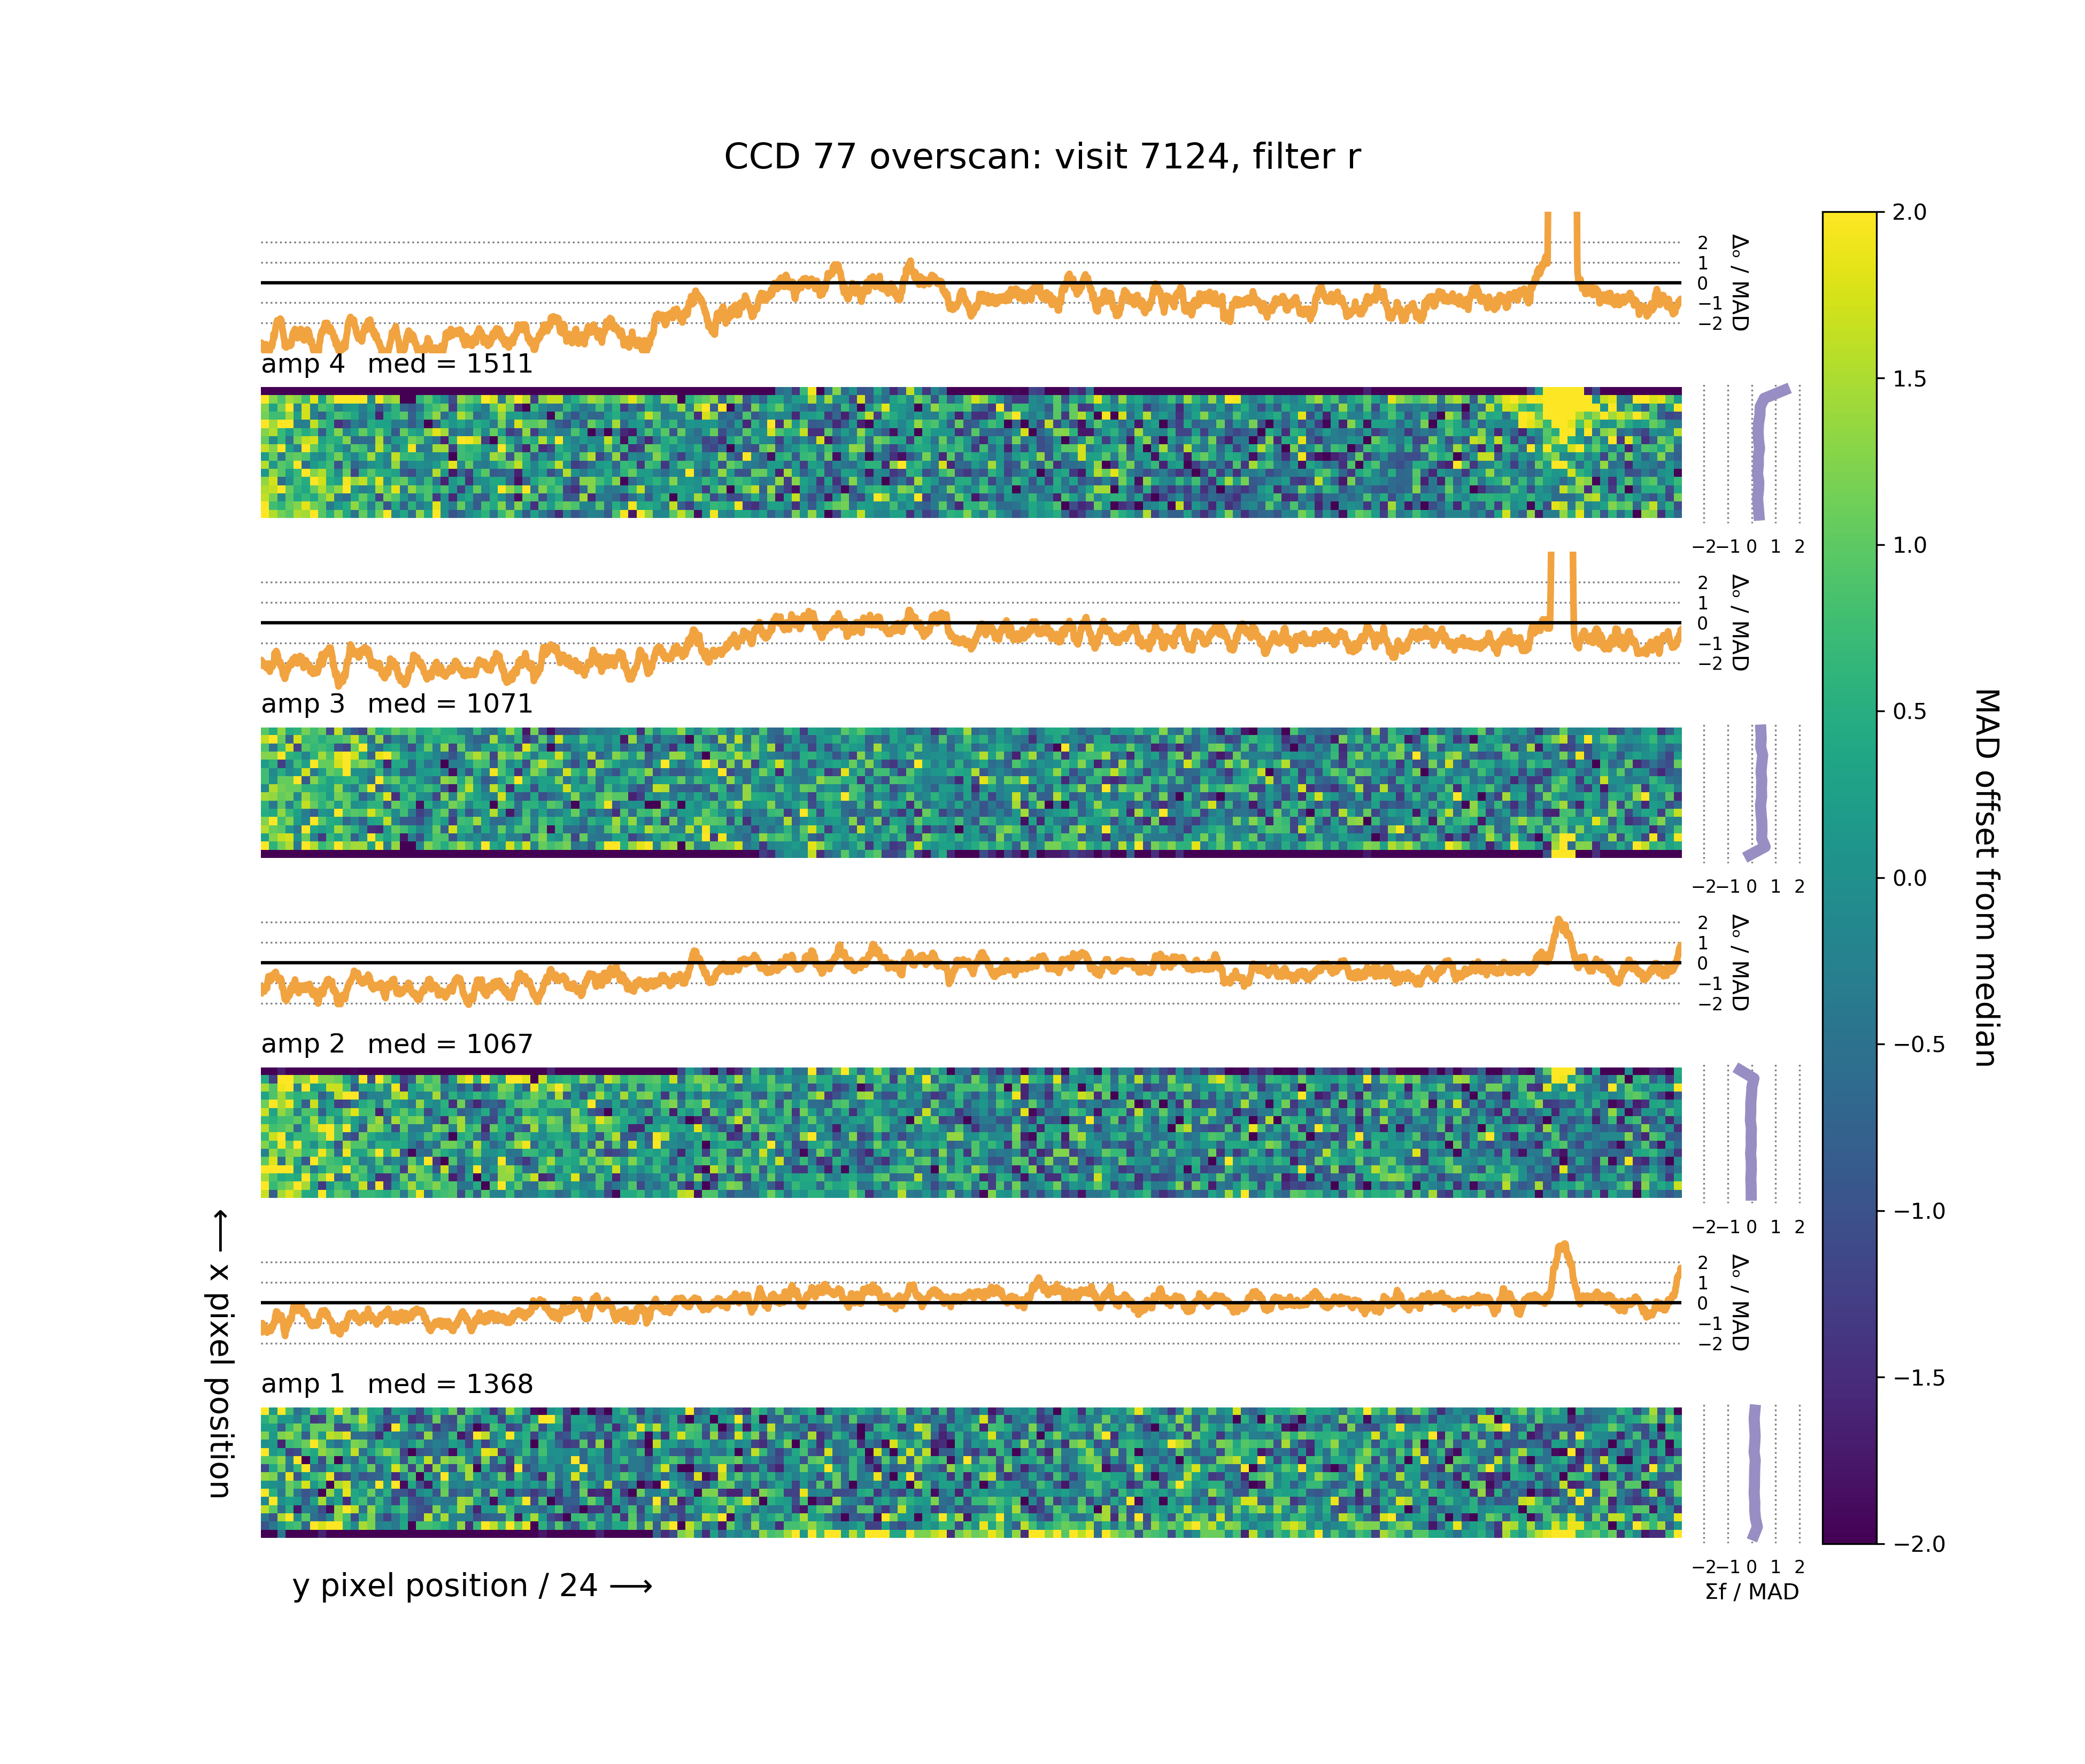 CCD 77 overscan: visit 7124, filter r
2
1
0
−1
−2
Δₒ / MAD
amp 4 med = 1511
−2 −1 0 1 2
2
1
0
−1
−2
Δₒ / MAD
amp 3 med = 1071
−2 −1 0 1 2
2
1
0
−1
−2
Δₒ / MAD
amp 2 med = 1067
−2 −1 0 1 2
2
1
0
−1
−2
Δₒ / MAD
amp 1 med = 1368
−2 −1 0 1 2
Σf / MAD
y pixel position / 24 ⟶
⟵ x pixel position
2.0
1.5
1.0
0.5
0.0
−0.5
−1.0
−1.5
−2.0
MAD offset from median